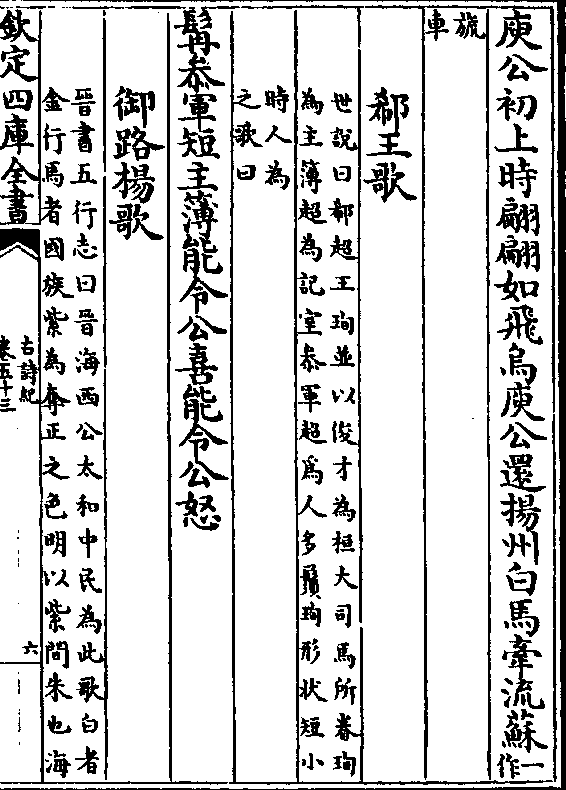 庾公初上時翩翩如飛烏庾公還揚州白馬牽流蘇一作
旒車
郗王歌
世說曰郗超王珣並以俊才為桓大司馬所眷珣
為主簿超為記室叅軍超為人多鬚珣形狀短小
時人為
之歌曰
髯叅軍短主薄能令公喜能令公怒
御路揚歌
晉書五行志曰晉海西公太和中民為此歌白者
金行馬者國族紫為奪正之色明以紫間朱也海
欽定四庫全書
古詩紀
卷五十三
六